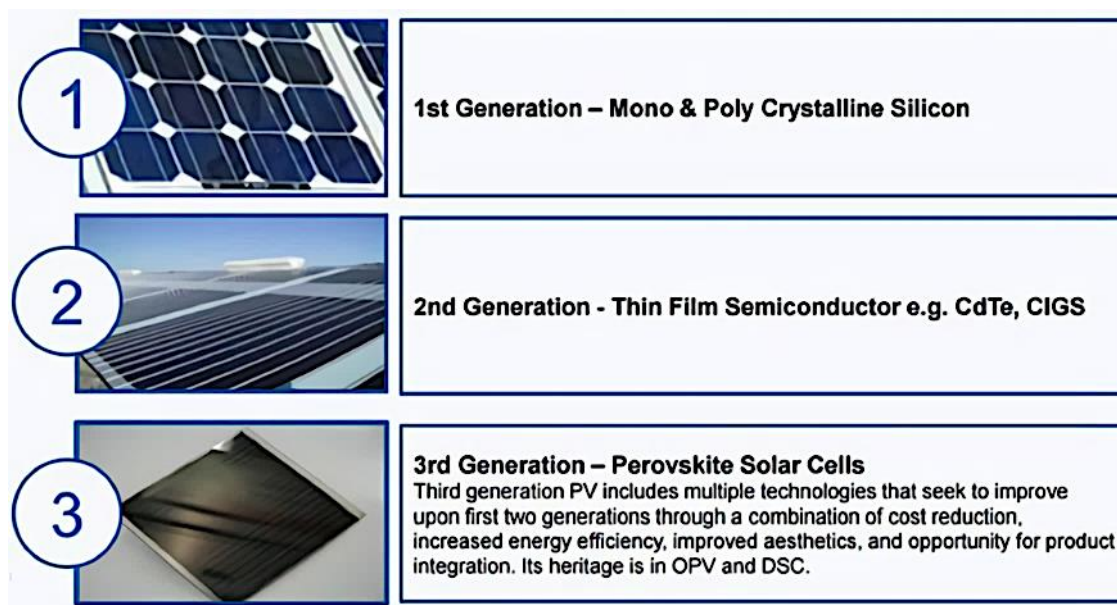 1
1st Generation – Mono & Poly Crystalline Silicon
2
2nd Generation - Thin Film Semiconductor e.g. CdTe, CIGS
3
3rd Generation – Perovskite Solar Cells
Third generation PV includes multiple technologies that seek to improve
upon first two generations through a combination of cost reduction,
increased energy efficiency, improved aesthetics, and opportunity for product
integration. Its heritage is in OPV and DSC.